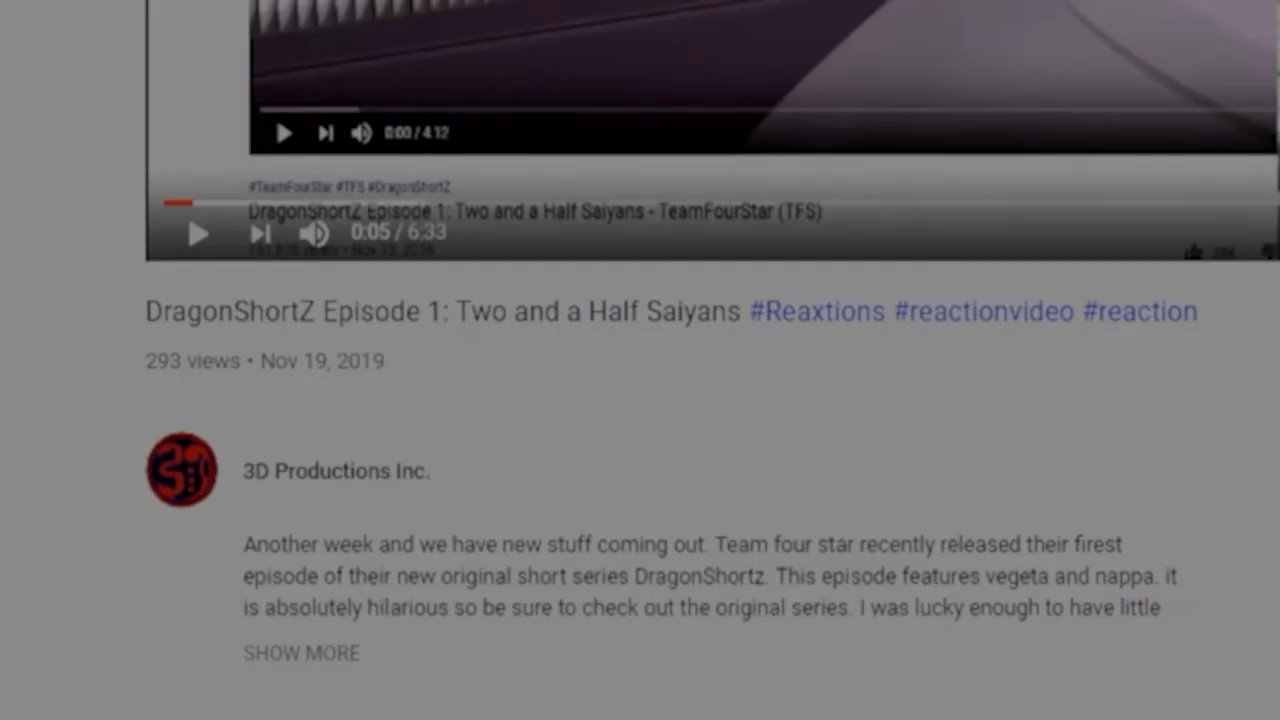 0:00 / 4:12
#TeamFourStar #TFS #DragonShortZ
DragonShortZ Episode 1: Two and a Half Saiyans - TeamFourStar (TFS)
0:05 / 6:33
DragonShortZ Episode 1: Two and a Half Saiyans #Reaxtions #reactionvideo #reaction
293 views • Nov 19, 2019
3D Productions Inc.
Another week and we have new stuff coming out. Team four star recently released their firest
episode of their new original short series DragonShortz. This episode features vegeta and nappa. it
is absolutely hilarious so be sure to check out the original series. I was lucky enough to have little
SHOW MORE